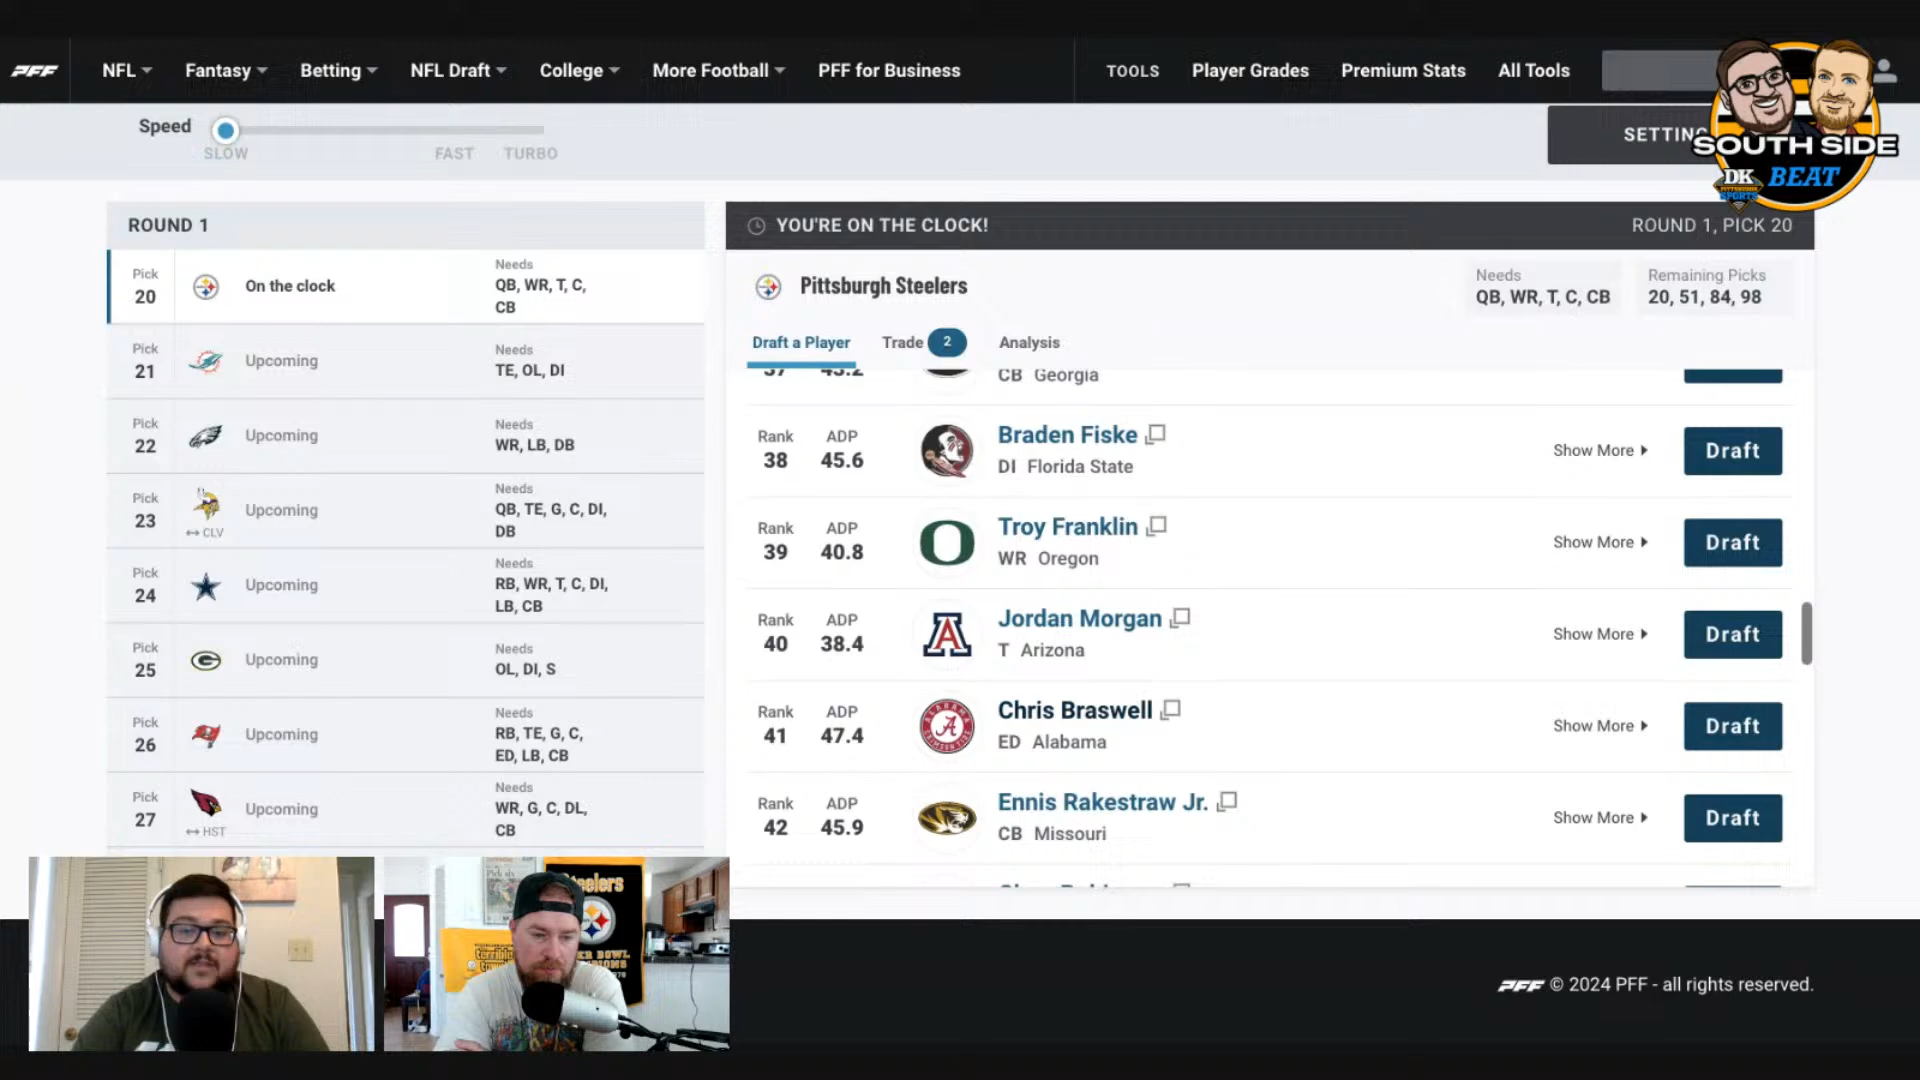 PFF NFL Fantasy Betting NFL Draft College More Football PFF for Business TOOLS Player Grades Premium Stats All Tools
Speed
SLOW FAST TURBO
SETTING
SOUTH SIDE
DK BEAT
PITTSBURGH SPORTS
ROUND 1
Pick 20 On the clock Needs QB, WR, T, C,
CB
Pick 21 Upcoming Needs TE, OL, DI
Pick 22 Upcoming Needs WR, LB, DB
Pick 23 Upcoming Needs QB, TE, G, C, DI,
↔ CLV DB
Pick 24 Upcoming Needs RB, WR, T, C, DI,
LB, CB
Pick 25 Upcoming Needs OL, DI, S
Pick 26 Upcoming Needs RB, TE, G, C,
ED, LB, CB
Pick 27 Upcoming Needs WR, G, C, DL,
↔ HST CB
YOU'RE ON THE CLOCK! ROUND 1, PICK 20
Pittsburgh Steelers
Needs Remaining Picks
QB, WR, T, C, CB 20, 51, 84, 98
Draft a Player Trade 2 Analysis
37 43.2 CB Georgia
Rank ADP Braden Fiske Show More Draft
38 45.6 DI Florida State
Rank ADP Troy Franklin Show More Draft
39 40.8 WR Oregon
Rank ADP Jordan Morgan Show More Draft
40 38.4 T Arizona
Rank ADP Chris Braswell Show More Draft
41 47.4 ED Alabama
Rank ADP Ennis Rakestraw Jr. Show More Draft
42 45.9 CB Missouri
Steelers
terrible
PFF © 2024 PFF - all rights reserved.